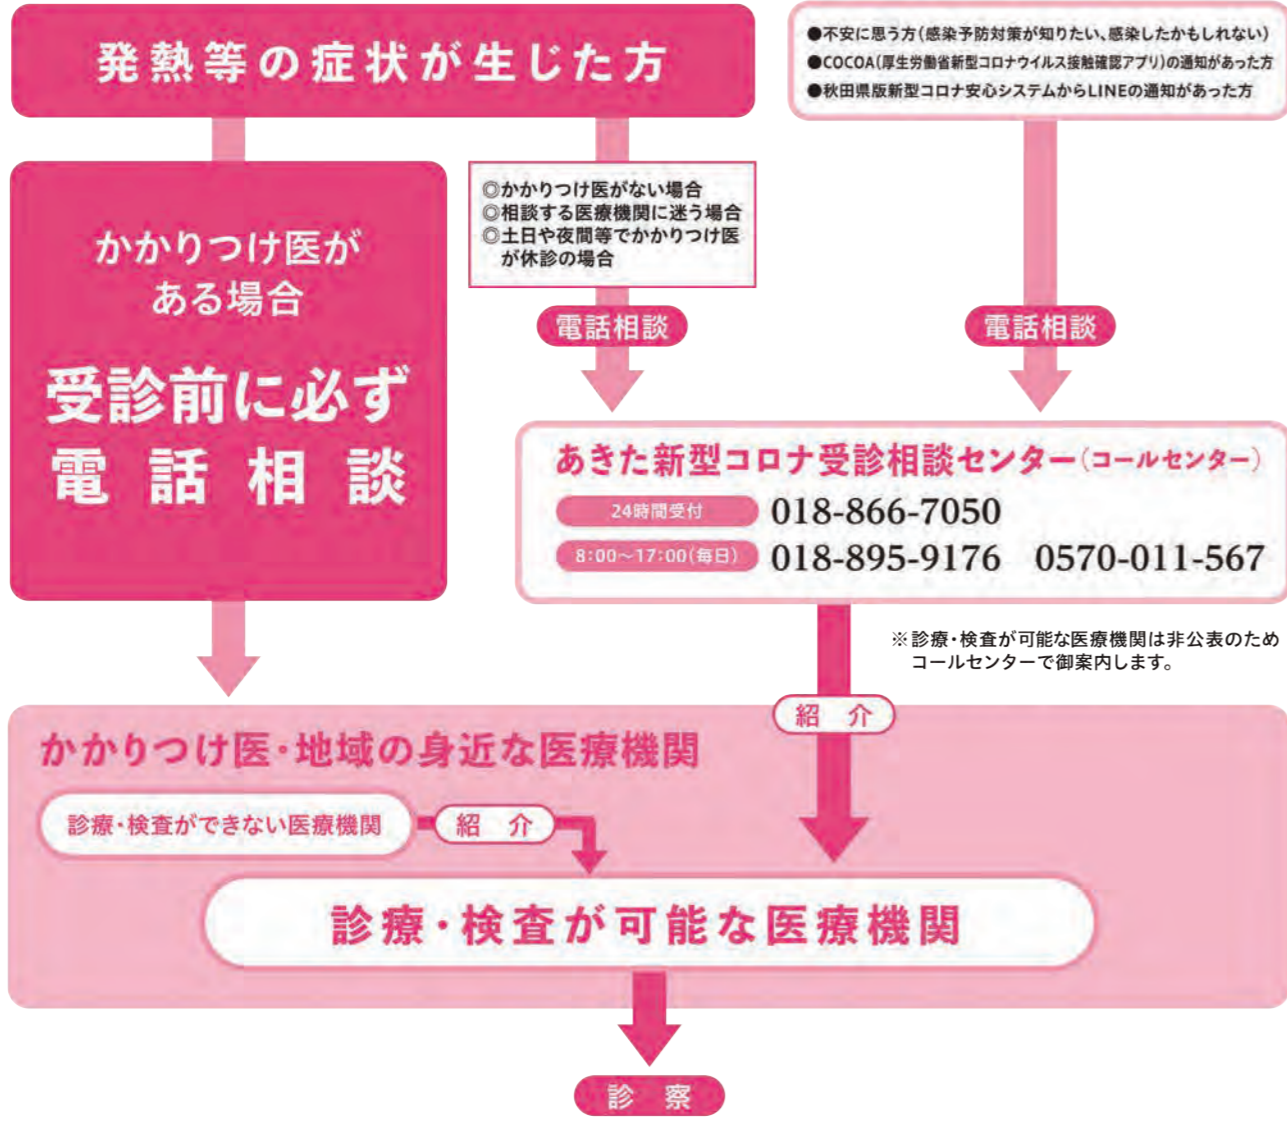 発熱等の症状が生じた方
●不安に思う方(感染予防対策が知りたい、感染したかもしれない)
●COCOA(厚生労働省新型コロナウイルス接触確認アプリ)の通知があった方
●秋田県版新型コロナ安心システムからLINEの通知があった方
かかりつけ医が
ある場合
受診前に必ず
電話相談
◎かかりつけ医がない場合
◎相談する医療機関に迷う場合
◎土日や夜間等でかかりつけ医
が休診の場合
電話相談
電話相談
あきた新型コロナ受診相談センター(コールセンター)
24時間受付 018-866-7050
8:00~17:00(毎日) 018-895-9176 0570-011-567
※診療・検査が可能な医療機関は非公表のため
コールセンターで御案内します。
紹 介
かかりつけ医・地域の身近な医療機関
診療・検査ができない医療機関 紹 介
診療・検査が可能な医療機関
診 察